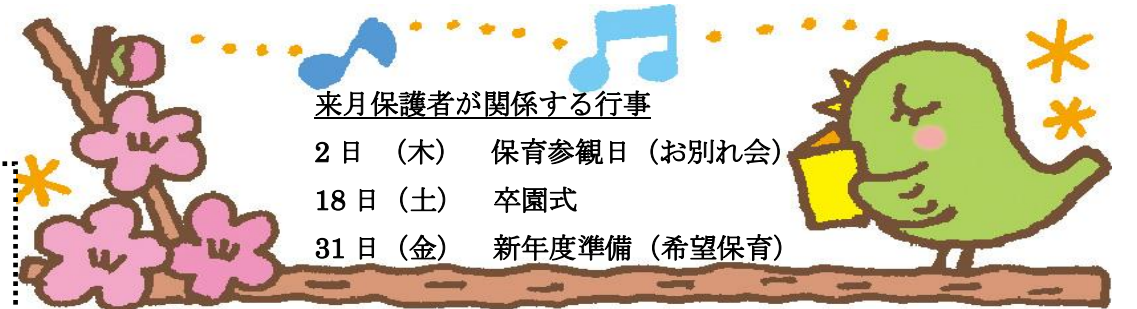 来月保護者が関係する行事
2日 （木） 保育参観日（お別れ会）
18日（土） 卒園式
31日（金） 新年度準備（希望保育）